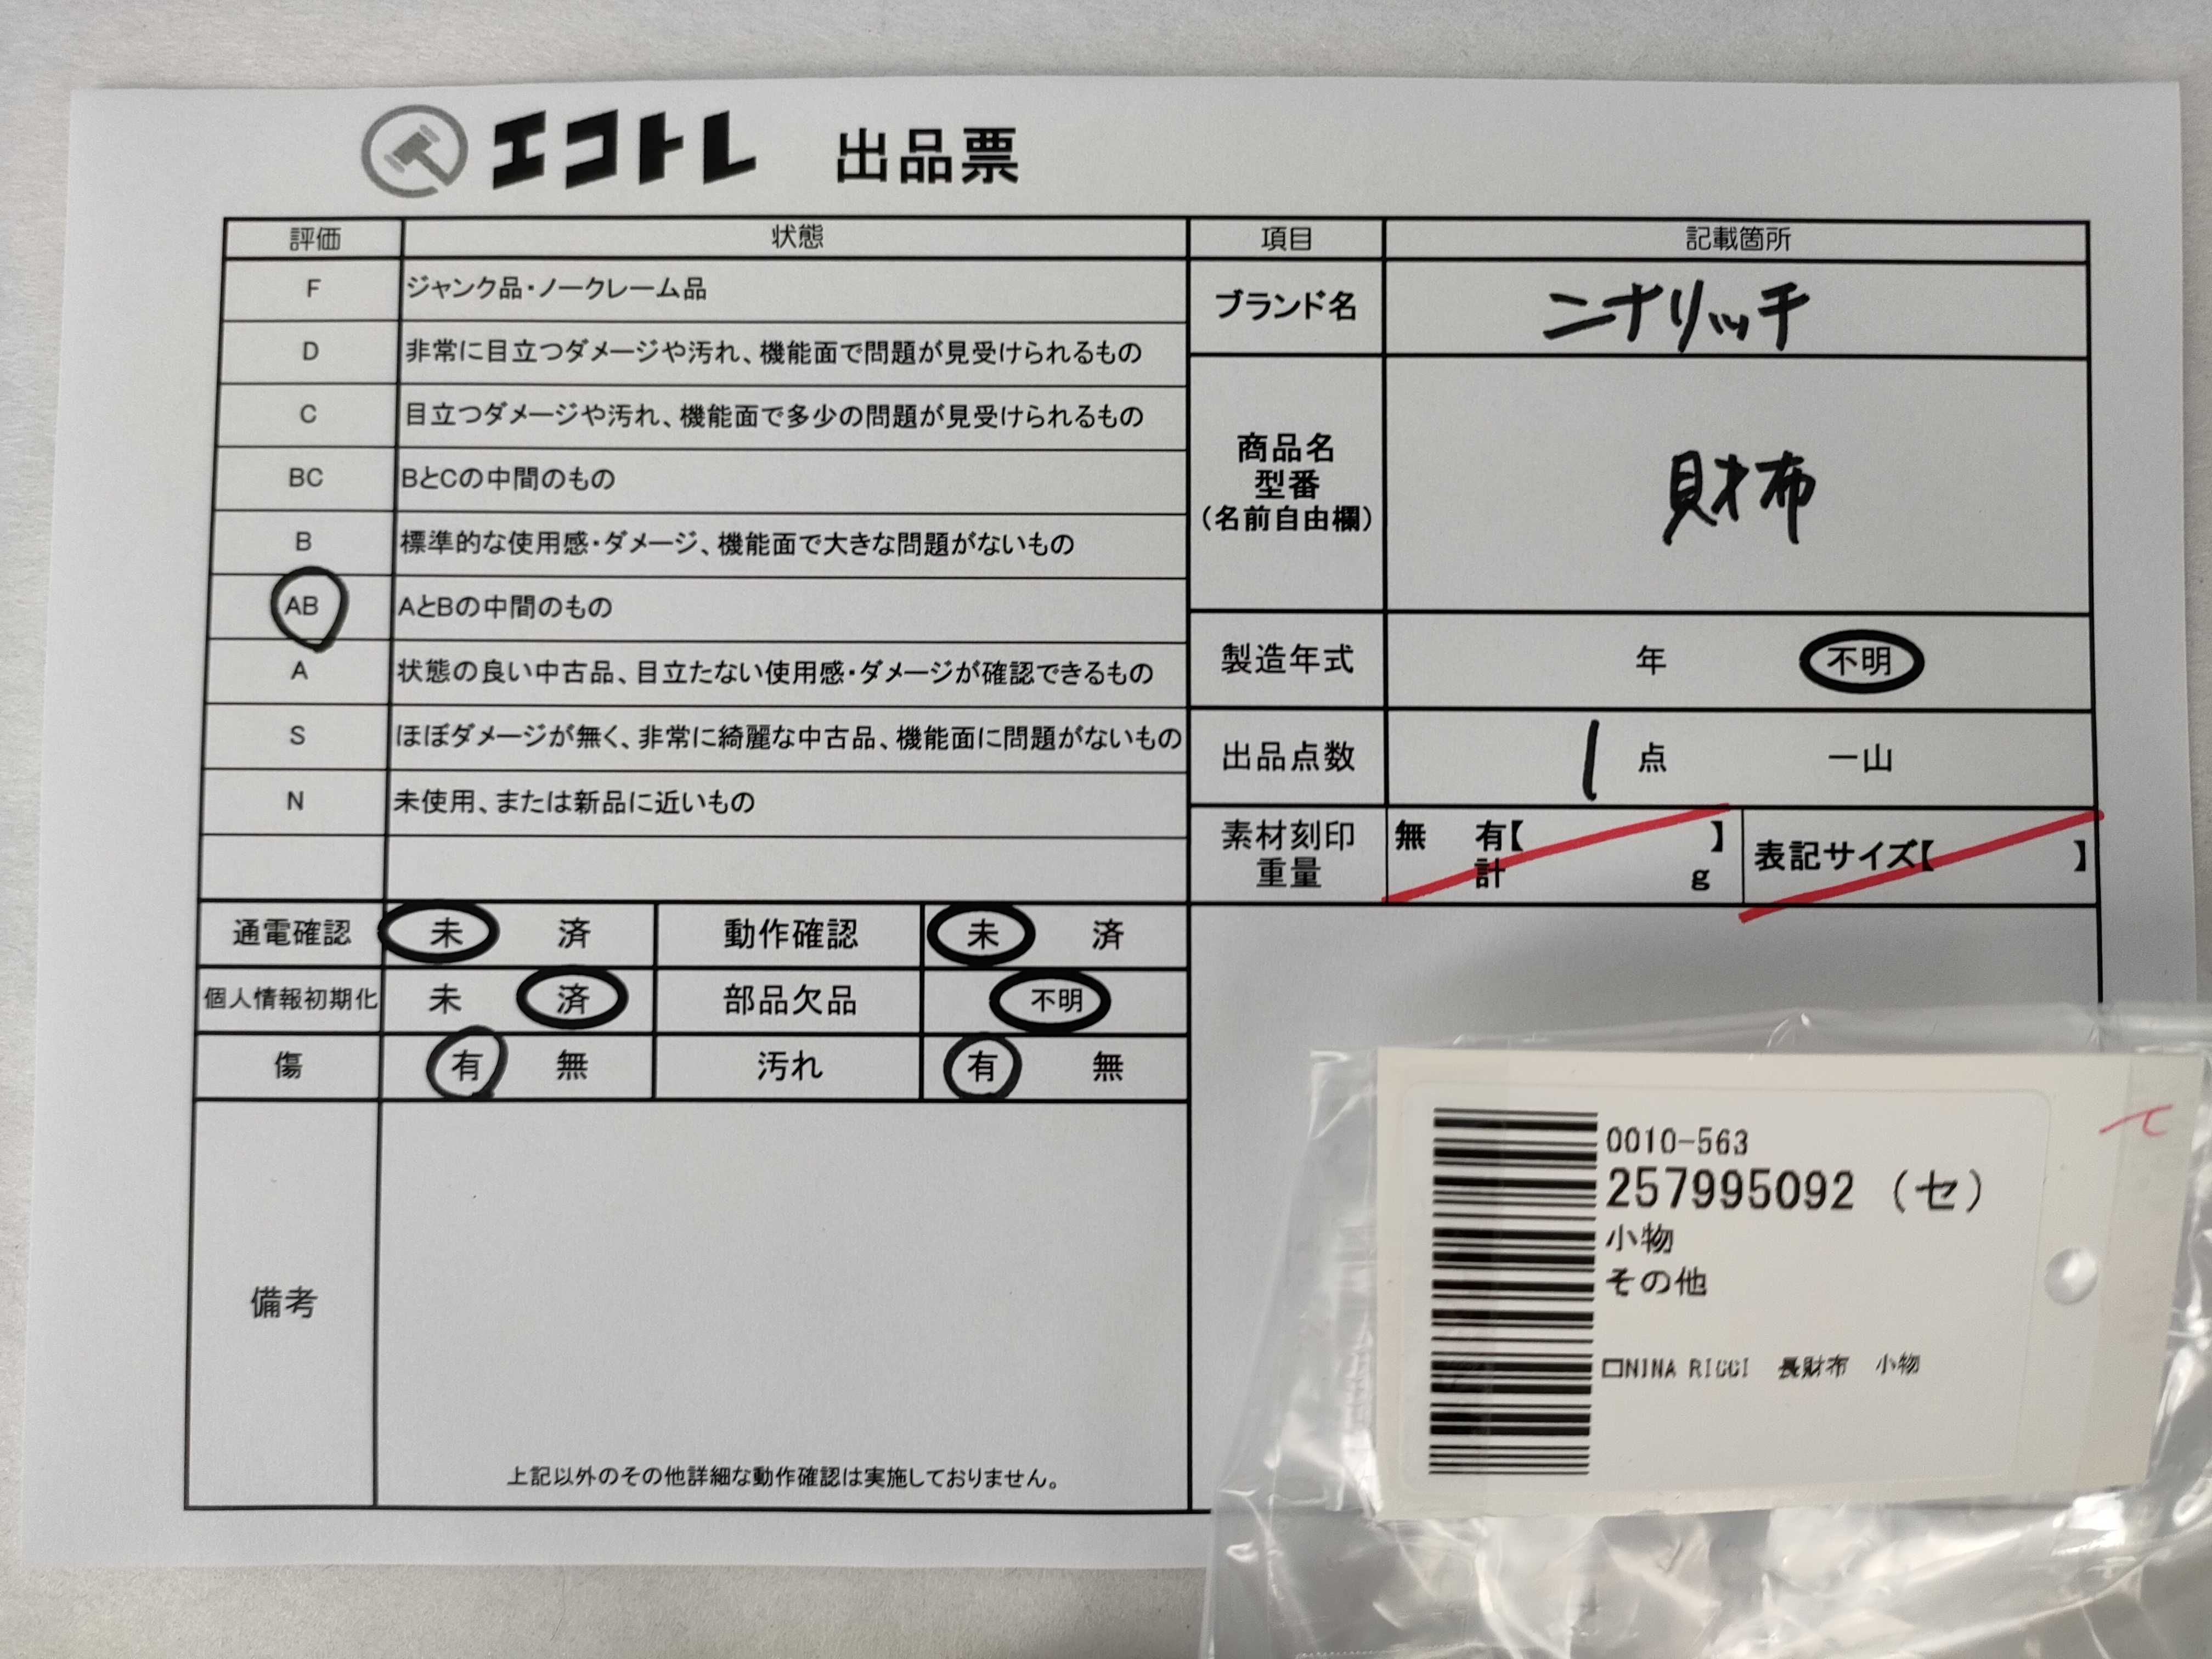 エコトレ 出品票
評価 状態 項目 記載箇所
F ジャンク品・ノークレーム品
D 非常に目立つダメージや汚れ、機能面で問題が見受けられるもの
C 目立つダメージや汚れ、機能面で多少の問題が見受けられるもの
BC BとCの中間のもの
B 標準的な使用感・ダメージ、機能面で大きな問題がないもの
AB AとBの中間のもの
A 状態の良い中古品、目立たない使用感・ダメージが確認できるもの
S ほぼダメージが無く、非常に綺麗な中古品、機能面に問題がないもの
N 未使用、または新品に近いもの
ブランド名 ニナリッチ
商品名
型番
(名前自由欄)
財布
製造年式 年 不明
出品点数 1 点 一山
素材刻印
重量
無 有【 】
計 g
表記サイズ【 】
通電確認 未 済 動作確認 未 済
個人情報初期化 未 済 部品欠品 不明
傷 有 無 汚れ 有 無
備考
上記以外のその他詳細な動作確認は実施しておりません。
0010-563
257995092 (セ)
小物
その他
□NINA RICCI 長財布 小物